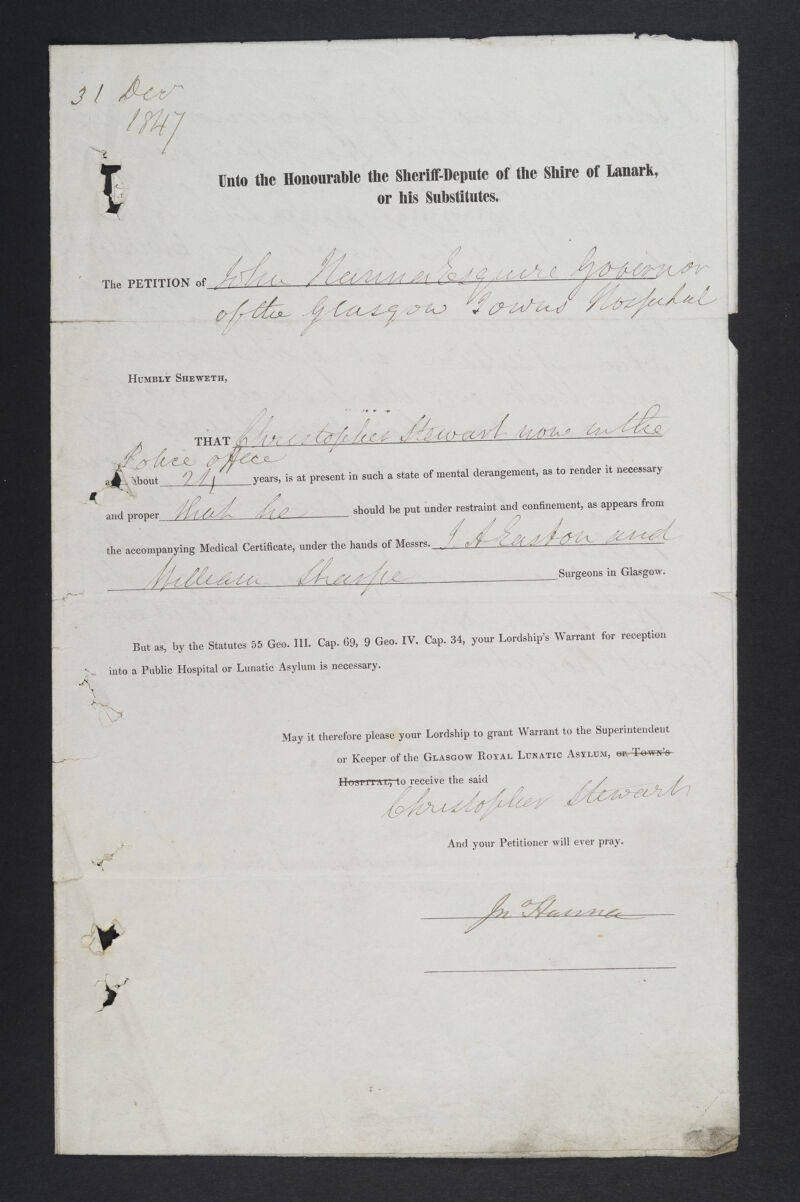 31 Decr
1847
Unto the Honourable the Sheriff-Depute of the Shire of Lanark,
or his Substitutes.
The PETITION of John Hanna Esquire Governor
of the Glasgow Towns Hospital
HUMBLY SHEWETH,
THAT Christopher Stewart now in the
Police office
about 21 years, is at present in such a state of mental derangement, as to render it necessary
and proper that he should be put under restraint and confinement, as appears from
the accompanying Medical Certificate, under the hands of Messrs. J A Easton and
William Sharpe Surgeons in Glasgow.
But as, by the Statutes 55 Geo. III. Cap. 69, 9 Geo. IV. Cap. 34, your Lordship's Warrant for reception
into a Public Hospital or Lunatic Asylum is necessary.
May it therefore please your Lordship to grant Warrant to the Superintendent
or Keeper of the GLASGOW ROYAL LUNATIC ASYLUM, or TOWN'S
HOSPITAL, to receive the said
Christopher Stewart
And your Petitioner will ever pray.
Jn Hanna